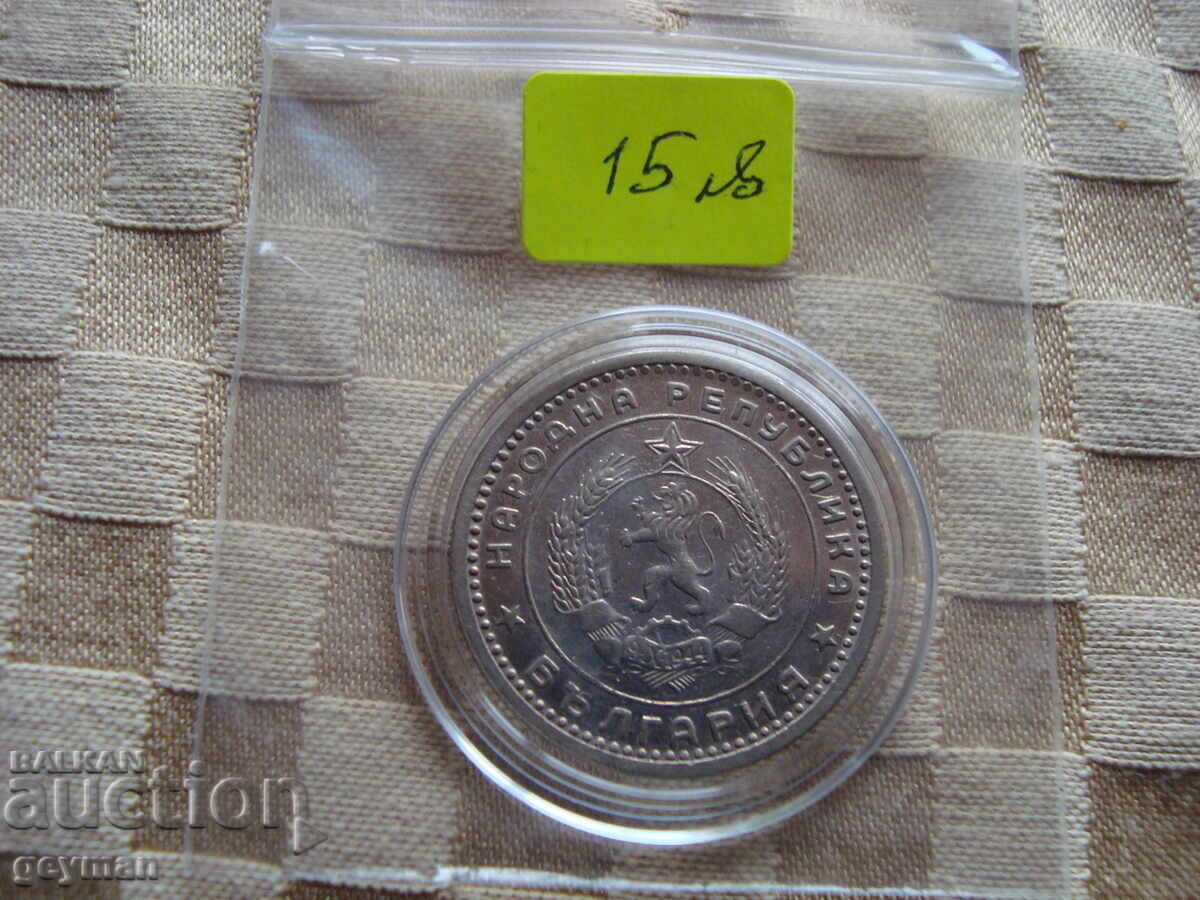 15 лв
НАРОДНА РЕПУБЛИКА
БЪЛГАРИЯ
BALKAN
auction
geyman